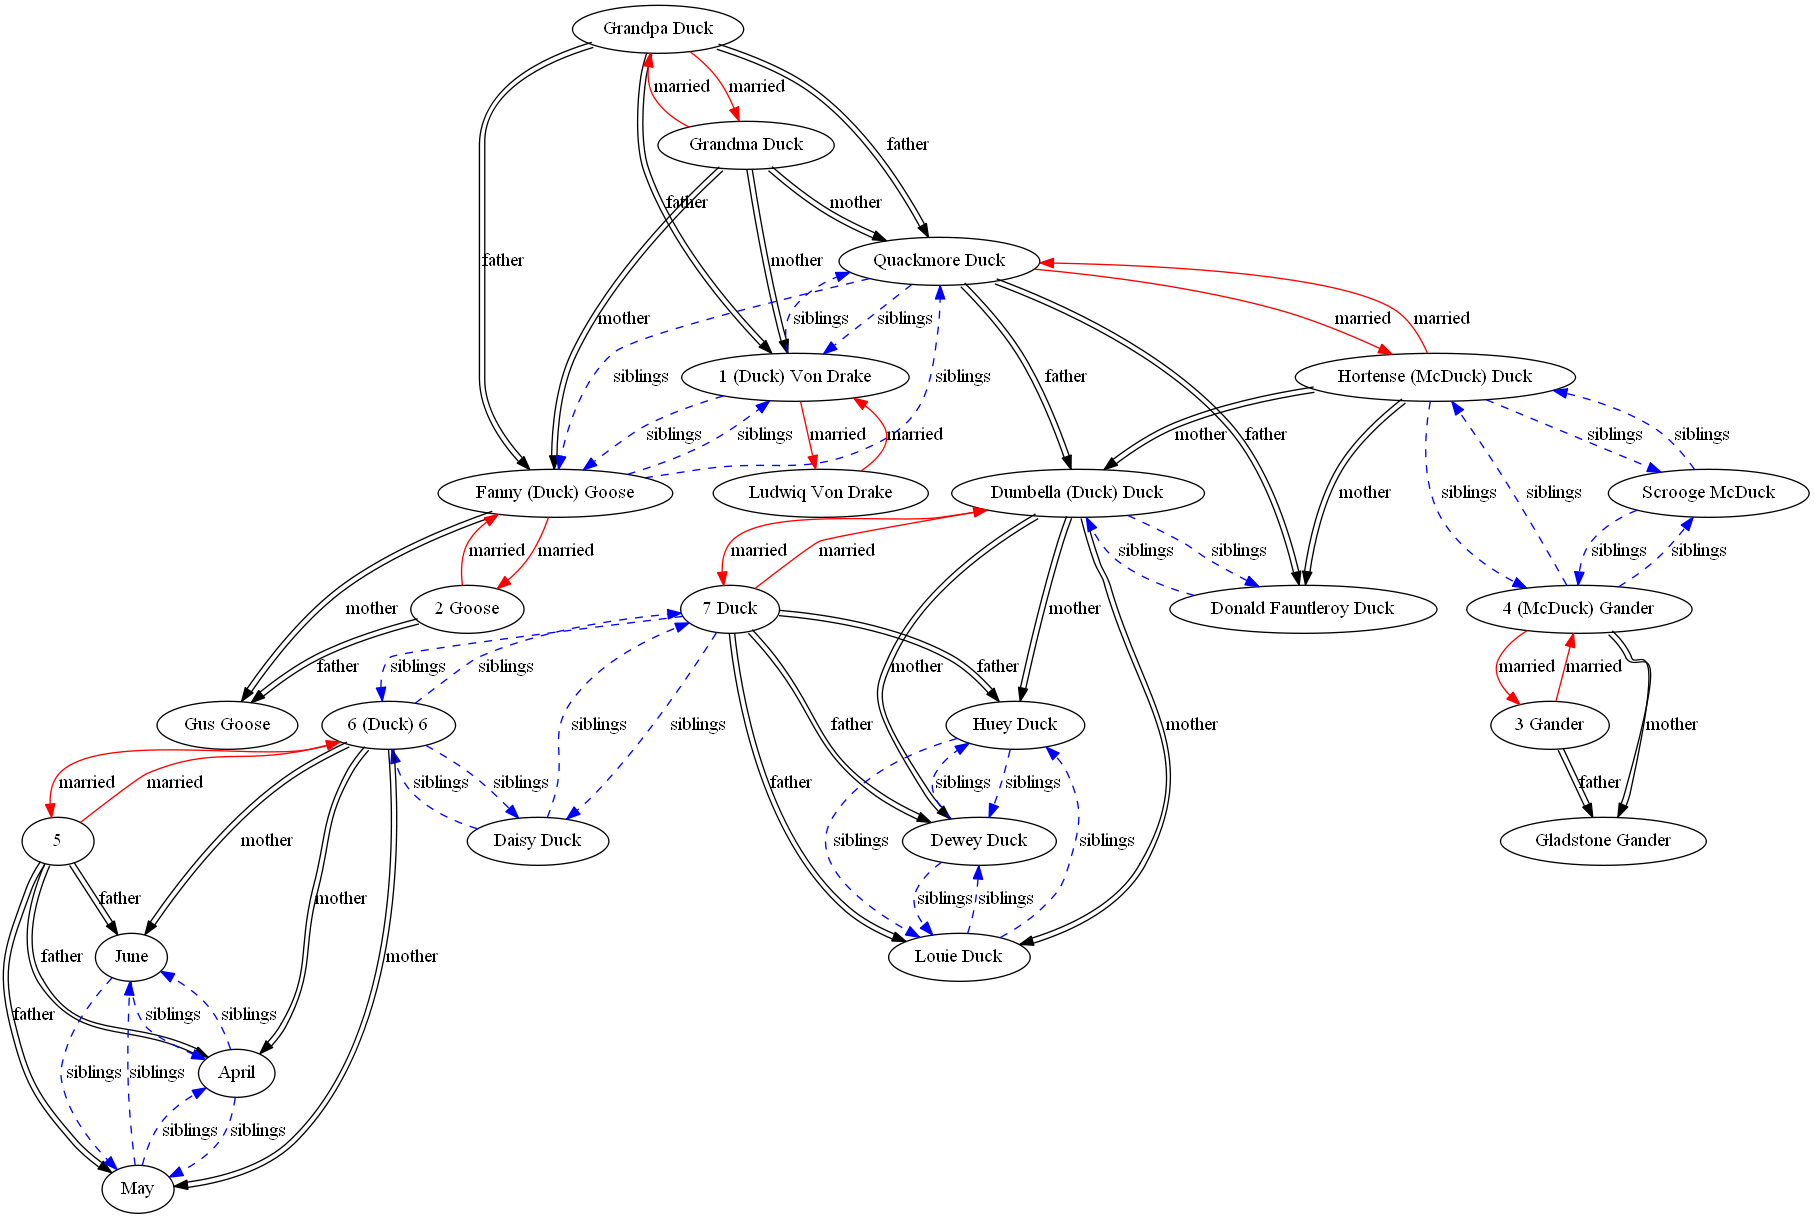 Grandpa Duck
married
married
Grandma Duck
father
father
mother
father
mother
Quackmore Duck
mother
siblings
siblings
married
married
siblings
1 (Duck) Von Drake
father
siblings
Hortense (McDuck) Duck
siblings
siblings
married
married
mother
father
siblings
siblings
Fanny (Duck) Goose
Ludwiq Von Drake
Dumbella (Duck) Duck
mother
siblings
siblings
Scrooge McDuck
married
married
married
married
siblings
siblings
siblings
siblings
mother
2 Goose
7 Duck
mother
Donald Fauntleroy Duck
4 (McDuck) Gander
father
siblings
siblings
mother
father
married
married
Gus Goose
6 (Duck) 6
siblings
siblings
father
Huey Duck
mother
3 Gander
mother
married
married
siblings
siblings
father
siblings
siblings
father
5
mother
Daisy Duck
siblings
Dewey Duck
siblings
Gladstone Gander
father
mother
siblings
siblings
father
June
mother
Louie Duck
father
siblings
siblings
siblings
siblings
April
siblings
siblings
May